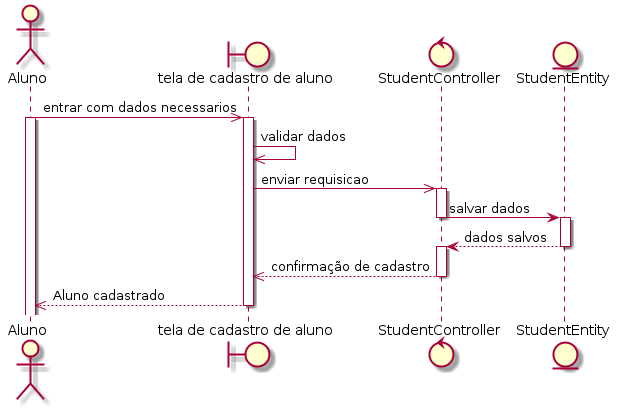 Aluno
tela de cadastro de aluno
StudentController
StudentEntity
entrar com dados necessarios
validar dados
enviar requisicao
salvar dados
dados salvos
confirmação de cadastro
Aluno cadastrado
Aluno
tela de cadastro de aluno
StudentController
StudentEntity